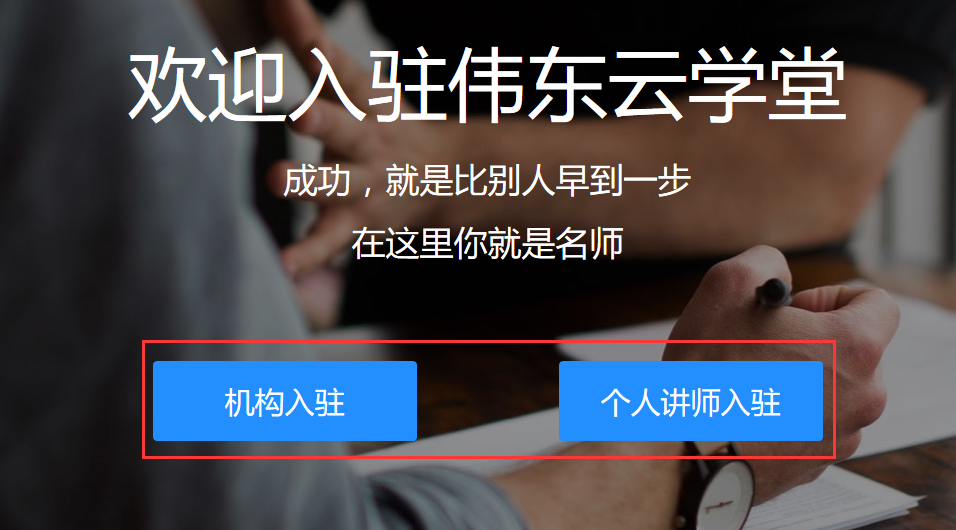 欢迎入驻伟东云学堂
成功，就是比别人早到一步
在这里你就是名师
机构入驻
个人讲师入驻